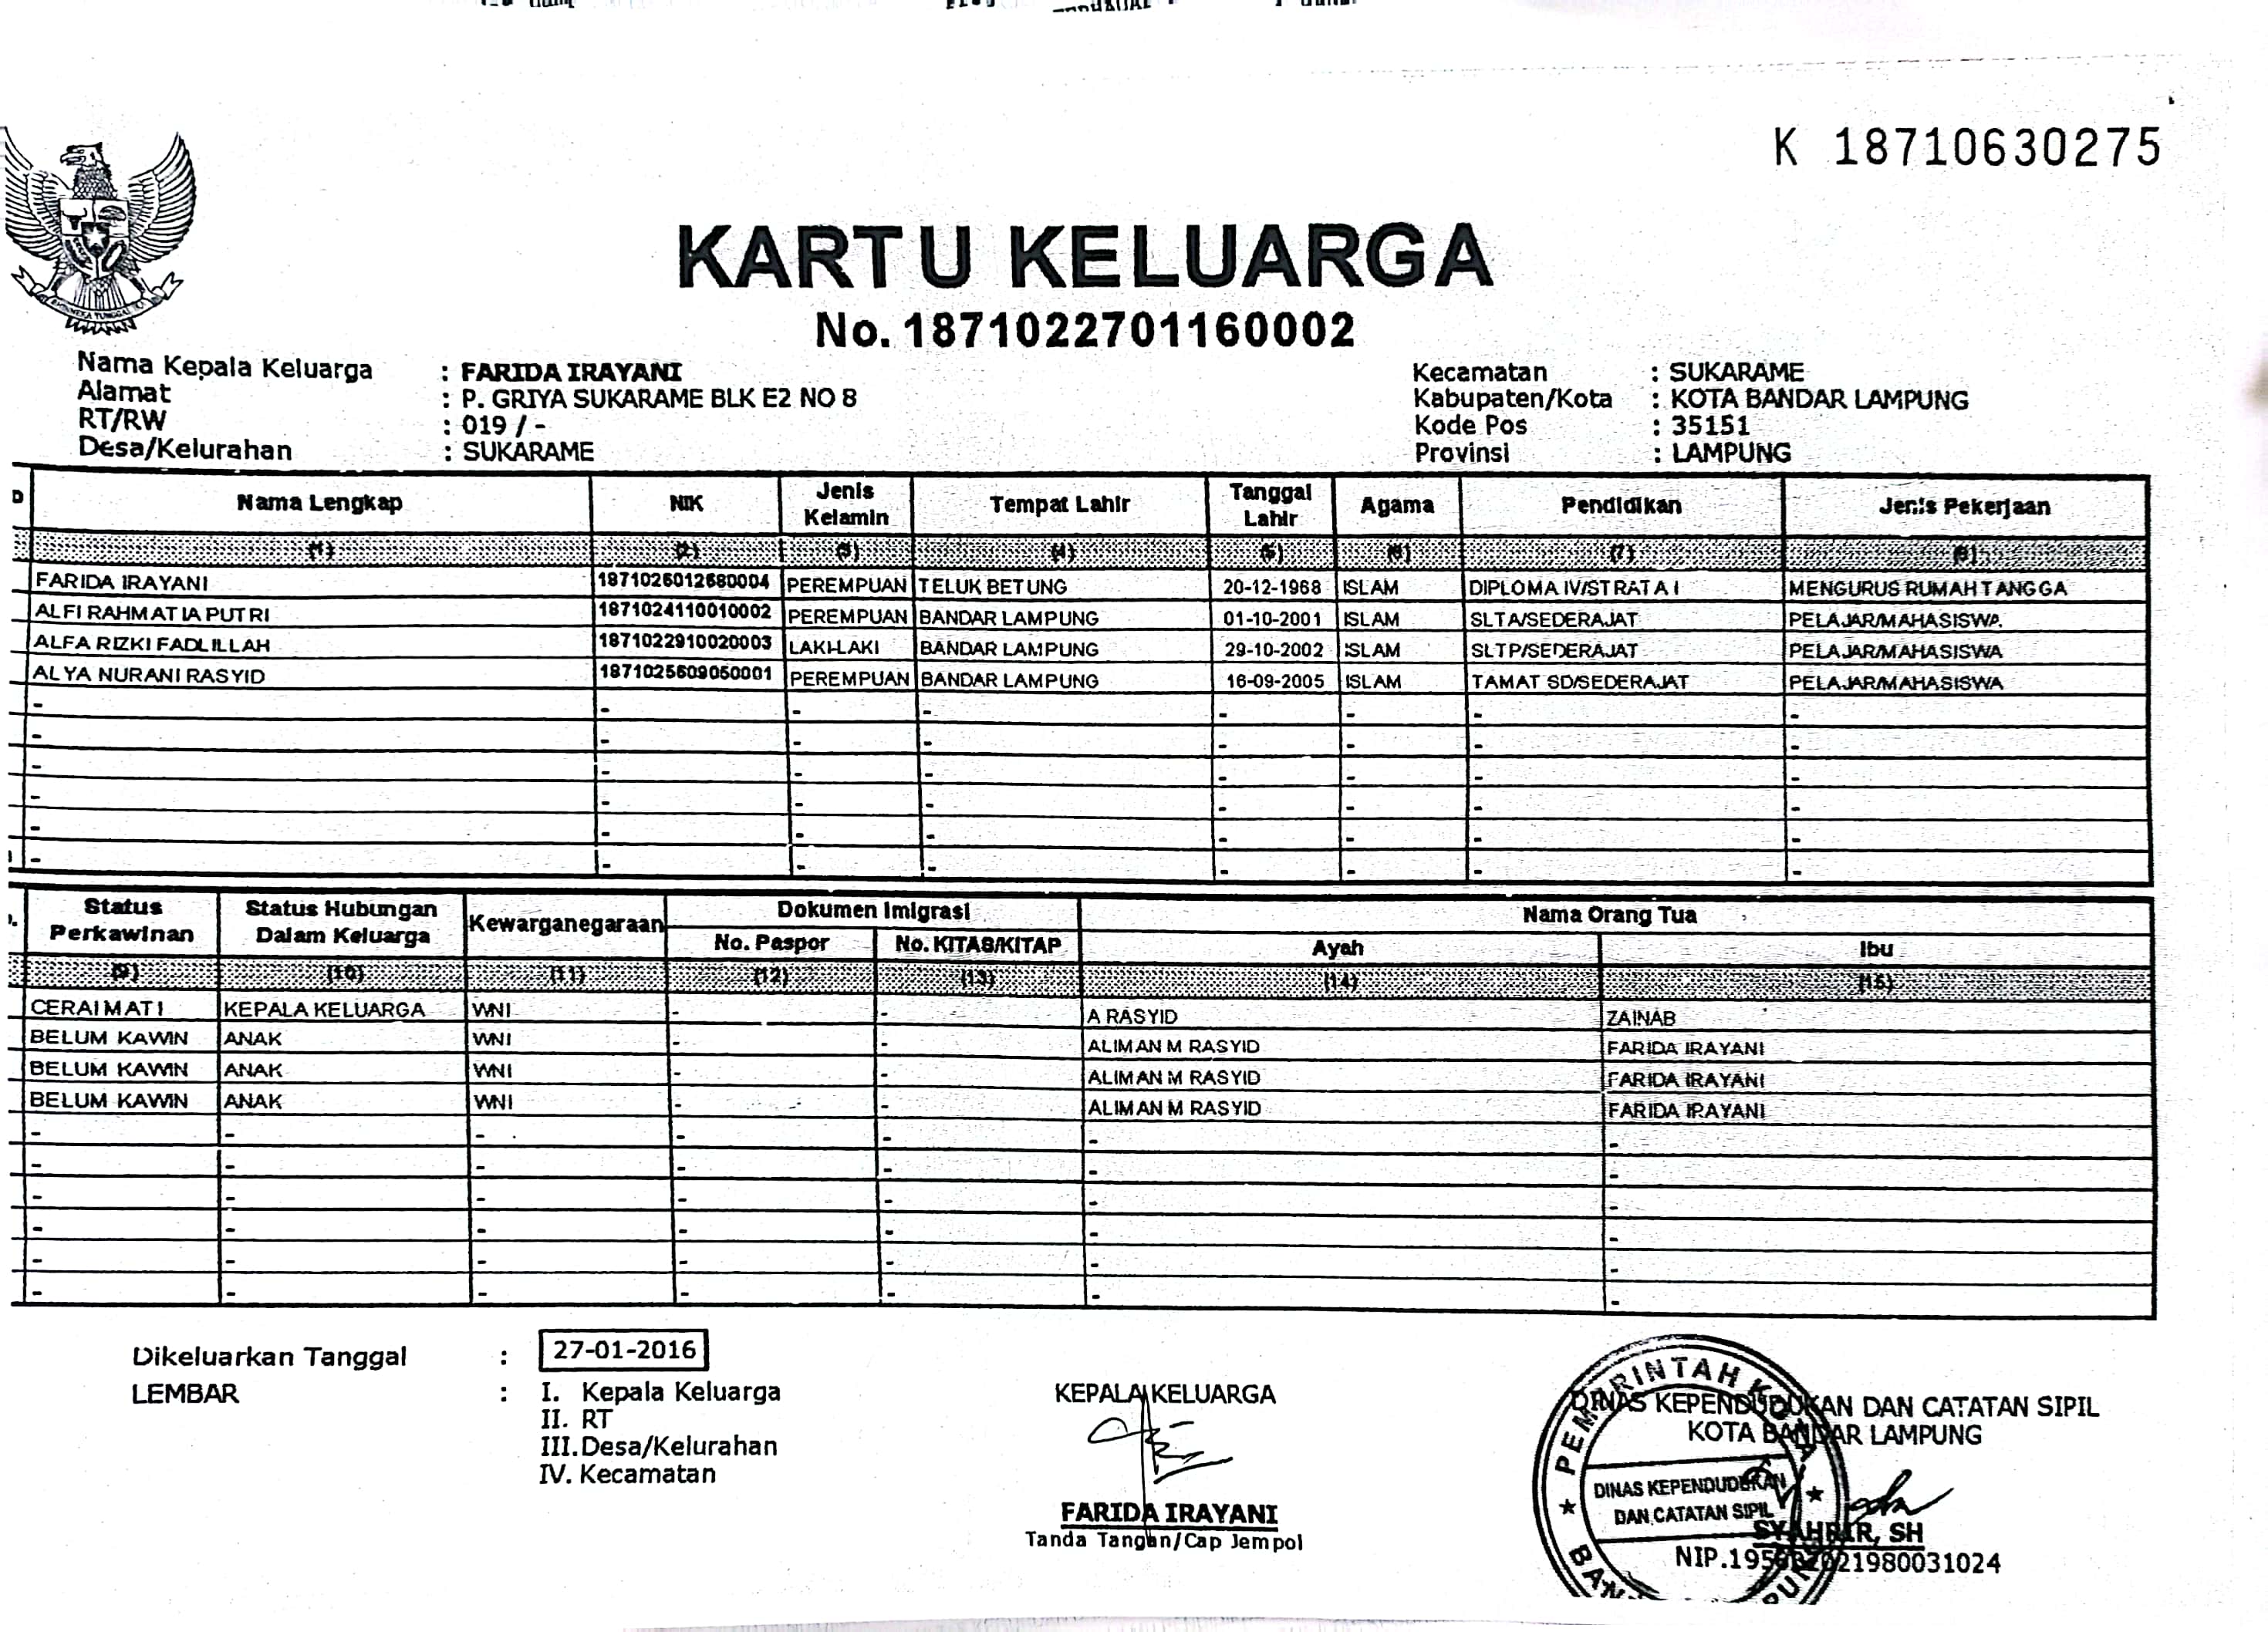 K 18710630275
KARTU KELUARGA
No. 1871022701160002
Nama Kepala Keluarga : FARIDA IRAYANI
Alamat : P. GRIYA SUKARAME BLK E2 NO 8
RT/RW : 019 / -
Desa/Kelurahan : SUKARAME
Kecamatan : SUKARAME
Kabupaten/Kota : KOTA BANDAR LAMPUNG
Kode Pos : 35151
Provinsi : LAMPUNG
Nama Lengkap NIK Jenis Kelamin Tempat Lahir Tanggal Lahir Agama Pendidikan Jenis Pekerjaan
(1) (2) (3) (4) (5) (6) (7) (8)
FARIDA IRAYANI 1871026012680004 PEREMPUAN TELUK BETUNG 20-12-1968 ISLAM DIPLOMA IV/STRATA I MENGURUS RUMAH TANGGA
ALFI RAHMATIA PUTRI 1871024110010002 PEREMPUAN BANDAR LAMPUNG 01-10-2001 ISLAM SLTA/SEDERAJAT PELAJAR/MAHASISWA
ALFA RIZKI FADLILLAH 1871022910020003 LAKI-LAKI BANDAR LAMPUNG 29-10-2002 ISLAM SLTP/SEDERAJAT PELAJAR/MAHASISWA
ALYA NURANI RASYID 1871025609050001 PEREMPUAN BANDAR LAMPUNG 16-09-2005 ISLAM TAMAT SD/SEDERAJAT PELAJAR/MAHASISWA
- - - - - - - -
- - - - - - - -
- - - - - - - -
- - - - - - - -
- - - - - - - -
- - - - - - - -
Status Perkawinan Status Hubungan Dalam Keluarga Kewarganegaraan Dokumen Imigrasi Nama Orang Tua
No. Paspor No. KITAS/KITAP Ayah Ibu
(9) (10) (11) (12) (13) (14) (15)
CERAI MATI KEPALA KELUARGA WNI - - A RASYID ZAINAB
BELUM KAWIN ANAK WNI - - ALIMAN M RASYID FARIDA IRAYANI
BELUM KAWIN ANAK WNI - - ALIMAN M RASYID FARIDA IRAYANI
BELUM KAWIN ANAK WNI - - ALIMAN M RASYID FARIDA IRAYANI
- - - - - - -
- - - - - - -
- - - - - - -
- - - - - - -
- - - - - - -
- - - - - - -
Dikeluarkan Tanggal : 27-01-2016
LEMBAR : I. Kepala Keluarga
II. RT
III. Desa/Kelurahan
IV. Kecamatan
KEPALA KELUARGA
FARIDA IRAYANI
Tanda Tangan/Cap Jempol
DINAS KEPENDUDUKAN DAN CATATAN SIPIL
KOTA BANDAR LAMPUNG
PEMERINTAH KOTA
DINAS KEPENDUDUKAN
DAN CATATAN SIPIL
SYAHRIR, SH